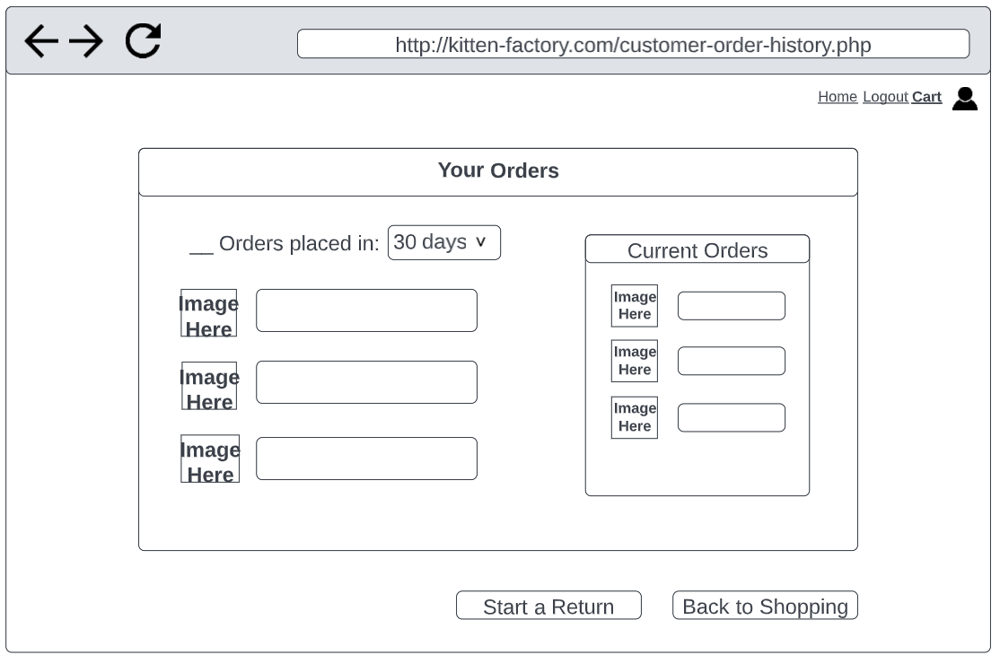 http://kitten-factory.com/customer-order-history.php
Home Logout Cart
Your Orders
__ Orders placed in: 30 days v
Current Orders
Image
Here
Image
Here
Image
Here
Image
Here
Image
Here
Image
Here
Start a Return
Back to Shopping